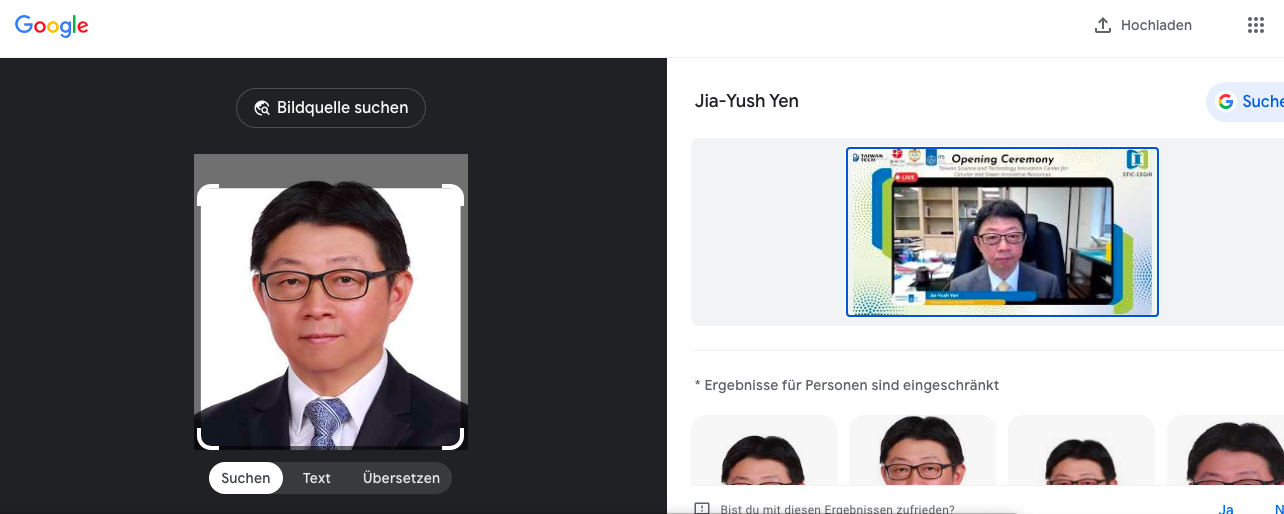 Google
Hochladen
Bildquelle suchen
Suchen
Text
Übersetzen
Jia-Yush Yen
Suche
TAIWAN
TECH
Opening Ceremony
Taiwan Science and Technology Innovation Center for
Circular and Green Innovative Resources
STIC-CEGIR
LIVE
Jia-Yush Yen
* Ergebnisse für Personen sind eingeschränkt
Bist du mit diesen Ergebnissen zufrieden?
Ja
N